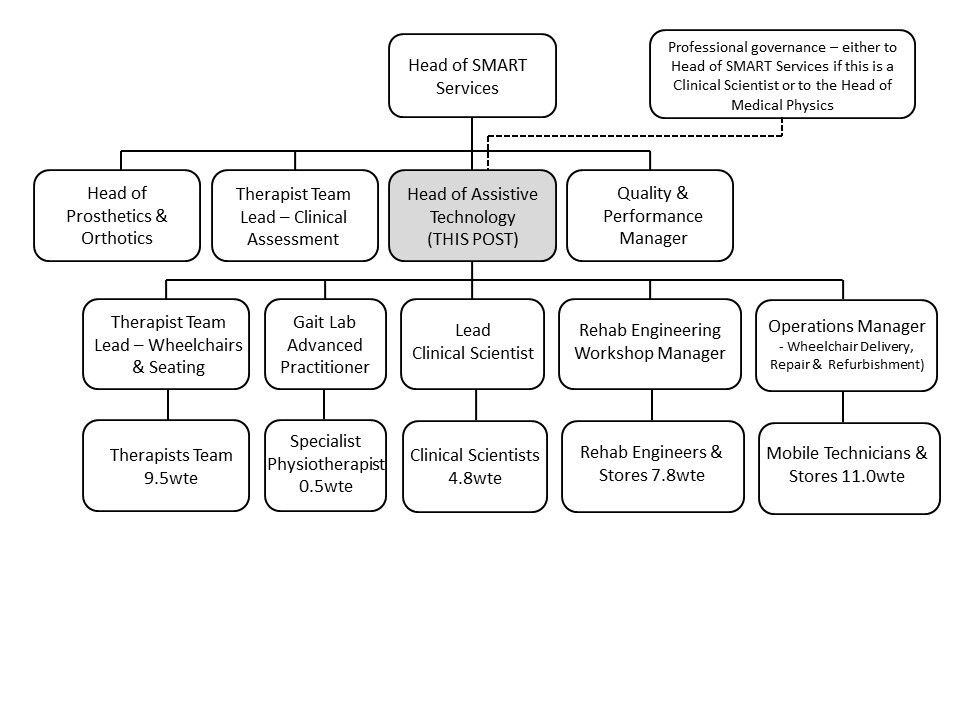 Head of SMART
Services
Professional governance – either to
Head of SMART Services if this is a
Clinical Scientist or to the Head of
Medical Physics
Head of
Prosthetics &
Orthotics
Therapist Team
Lead – Clinical
Assessment
Head of Assistive
Technology
(THIS POST)
Quality &
Performance
Manager
Therapist Team
Lead – Wheelchairs
& Seating
Gait Lab
Advanced
Practitioner
Lead
Clinical Scientist
Rehab Engineering
Workshop Manager
Operations Manager
- Wheelchair Delivery,
Repair & Refurbishment)
Therapists Team
9.5wte
Specialist
Physiotherapist
0.5wte
Clinical Scientists
4.8wte
Rehab Engineers &
Stores 7.8wte
Mobile Technicians &
Stores 11.0wte